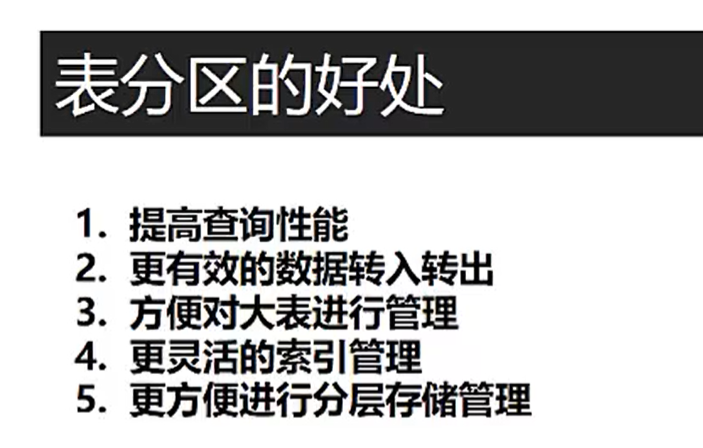 表分区的好处
1. 提高查询性能
2. 更有效的数据转入转出
3. 方便对大表进行管理
4. 更灵活的索引管理
5. 更方便进行分层存储管理